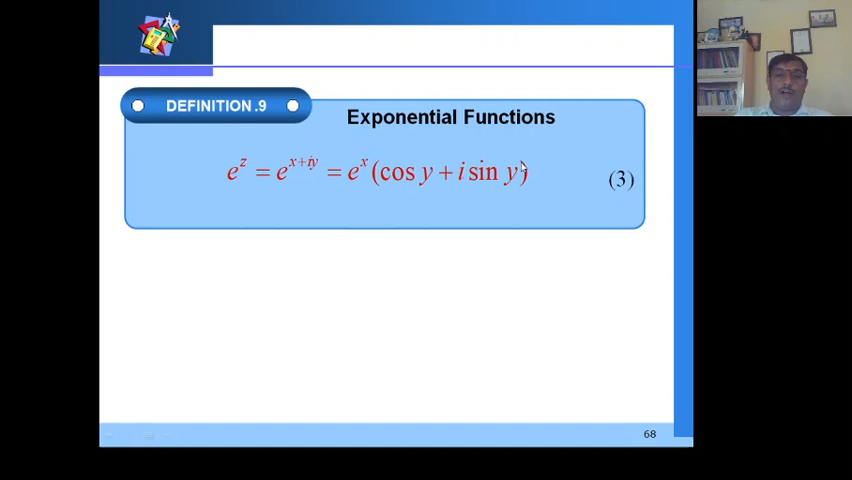 DEFINITION .9
Exponential Functions
e^z = e^{x+iy} = e^x (cos y + i sin y)
(3)
68